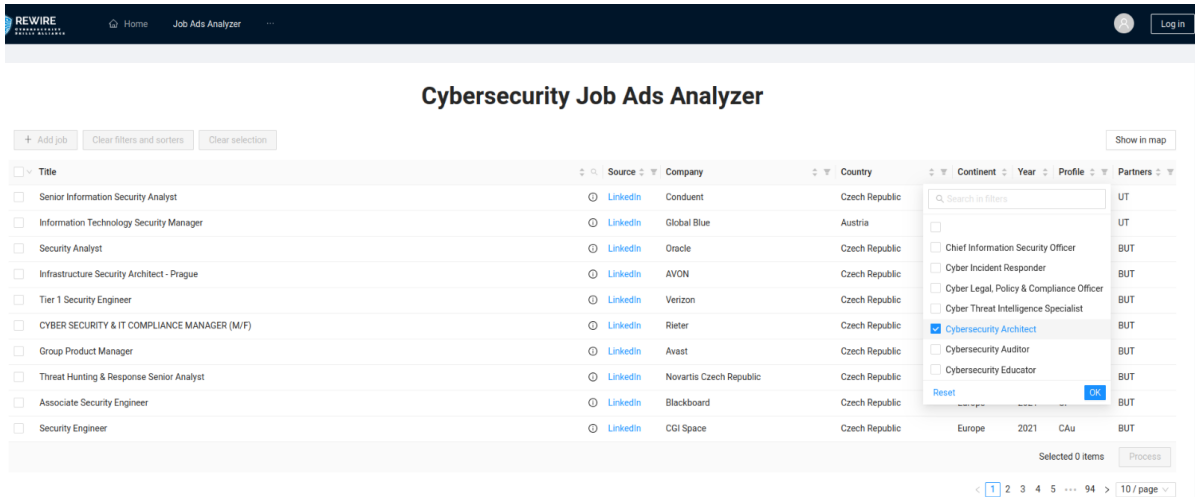 REWIRE
CYBERSECURITY
SKILLS ALLIANCE
Home Job Ads Analyzer ···
Log in
Cybersecurity Job Ads Analyzer
+ Add job Clear filters and sorters Clear selection Show in map
Title Source Company Country Continent Year Profile Partners
Senior Information Security Analyst LinkedIn Conduent Czech Republic UT
Information Technology Security Manager LinkedIn Global Blue Austria UT
Security Analyst LinkedIn Oracle Czech Republic BUT
Infrastructure Security Architect - Prague LinkedIn AVON Czech Republic BUT
Tier 1 Security Engineer LinkedIn Verizon Czech Republic BUT
CYBER SECURITY & IT COMPLIANCE MANAGER (M/F) LinkedIn Rieter Czech Republic BUT
Group Product Manager LinkedIn Avast Czech Republic BUT
Threat Hunting & Response Senior Analyst LinkedIn Novartis Czech Republic Czech Republic BUT
Associate Security Engineer LinkedIn Blackboard Czech Republic BUT
Security Engineer LinkedIn CGI Space Czech Republic Europe 2021 CAu BUT
Search in filters
Chief Information Security Officer
Cyber Incident Responder
Cyber Legal, Policy & Compliance Officer
Cyber Threat Intelligence Specialist
Cybersecurity Architect
Cybersecurity Auditor
Cybersecurity Educator
Reset OK
Selected 0 items Process
< 1 2 3 4 5 ··· 94 > 10 / page